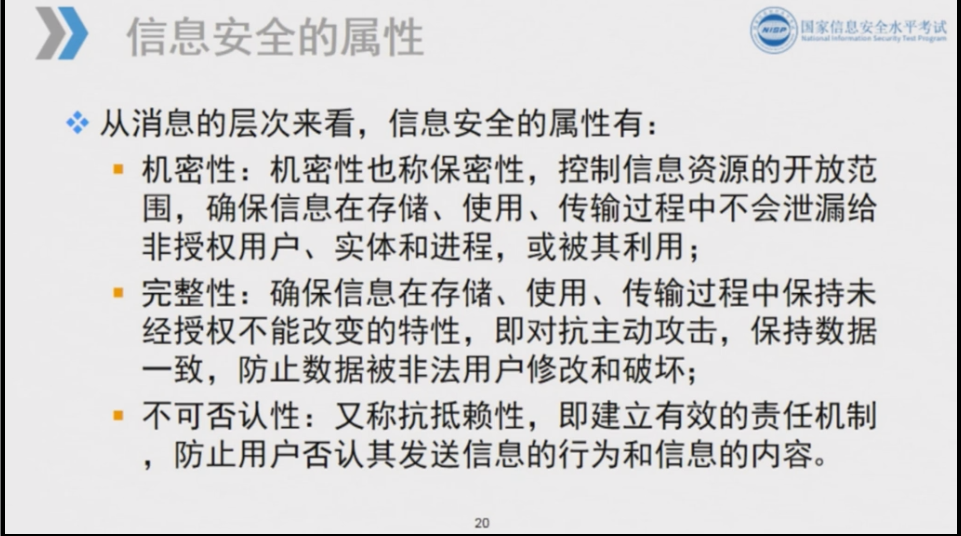 信息安全的属性
NISP
国家信息安全水平考试
National Information Security Test Program
从消息的层次来看，信息安全的属性有：
机密性：机密性也称保密性，控制信息资源的开放范
围，确保信息在存储、使用、传输过程中不会泄漏给
非授权用户、实体和进程，或被其利用；
完整性：确保信息在存储、使用、传输过程中保持未
经授权不能改变的特性，即对抗主动攻击，保持数据
一致，防止数据被非法用户修改和破坏；
不可否认性：又称抗抵赖性，即建立有效的责任机制
，防止用户否认其发送信息的行为和信息的内容。
20